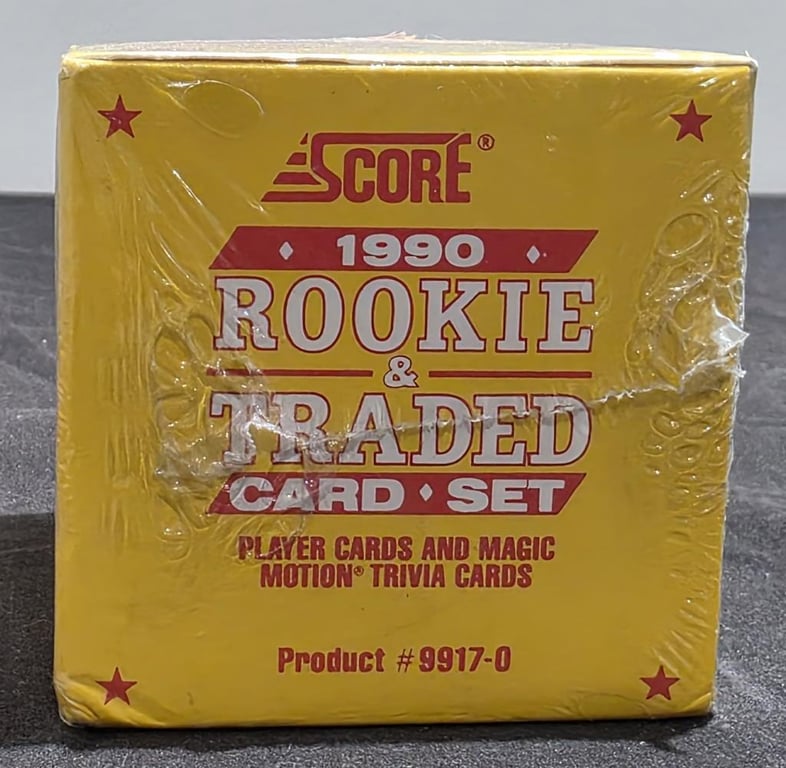 SCORE®
1990
ROOKIE
&
TRADED
CARD SET
PLAYER CARDS AND MAGIC
MOTION® TRIVIA CARDS
Product #9917-0